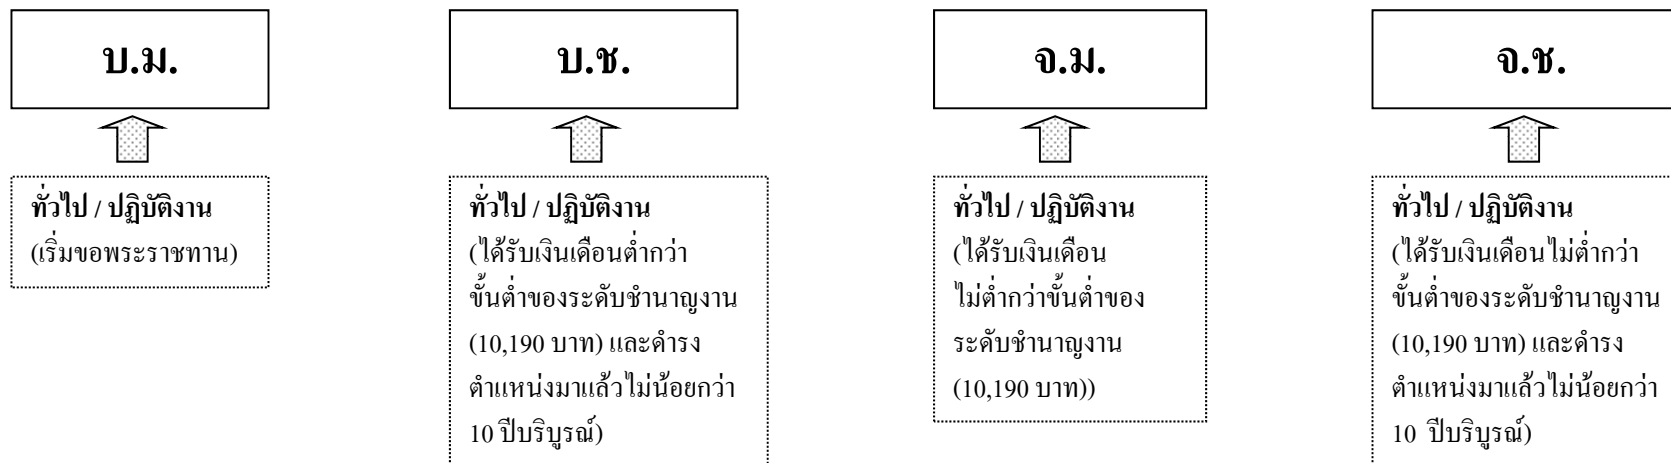 บ.ม.
บ.ช.
จ.ม.
จ.ช.
ทั่วไป / ปฏิบัติงาน
(เริ่มขอพระราชทาน)
ทั่วไป / ปฏิบัติงาน
(ได้รับเงินเดือนต่ำกว่า
ขั้นต่ำของระดับชำนาญงาน
(10,190 บาท) และดำรง
ตำแหน่งมาแล้วไม่น้อยกว่า
10 ปีบริบูรณ์)
ทั่วไป / ปฏิบัติงาน
(ได้รับเงินเดือน
ไม่ต่ำกว่าขั้นต่ำของ
ระดับชำนาญงาน
(10,190 บาท))
ทั่วไป / ปฏิบัติงาน
(ได้รับเงินเดือนไม่ต่ำกว่า
ขั้นต่ำของระดับชำนาญงาน
(10,190 บาท) และดำรง
ตำแหน่งมาแล้วไม่น้อยกว่า
10 ปีบริบูรณ์)